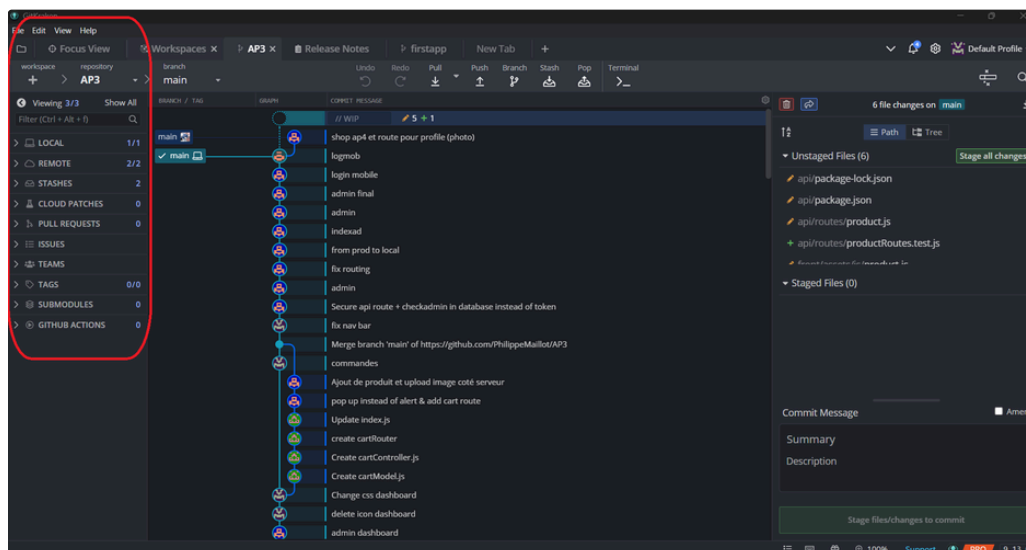 GitKraken
File Edit View Help
Focus View Workspaces × AP3 × Release Notes firstapp New Tab +
Default Profile
workspace repository branch
AP3 main
Undo Redo Pull Push Branch Stash Pop Terminal
Viewing 3/3 Show All
Filter (Ctrl + Alt + f)
LOCAL 1/1
REMOTE 2/2
STASHES 2
CLOUD PATCHES 0
PULL REQUESTS 0
ISSUES
TEAMS
TAGS 0/0
SUBMODULES 0
GITHUB ACTIONS 0
BRANCH / TAG GRAPH COMMIT MESSAGE
// WIP 5 + 1
main shop ap4 et route pour profile (photo)
✓ main logmob
login mobile
admin final
admin
indexad
from prod to local
fix routing
admin
Secure api route + checkadmin in database instead of token
fix nav bar
Merge branch 'main' of https://github.com/PhilippeMaillot/AP3
commandes
Ajout de produit et upload image coté serveur
pop up instead of alert & add cart route
Update index.js
create cartRouter
Create cartController.js
Create cartModel.js
Change css dashboard
delete icon dashboard
admin dashboard
6 file changes on main
Path Tree
Unstaged Files (6) Stage all changes
api/package-lock.json
api/package.json
api/routes/product.js
+ api/routes/productRoutes.test.js
Staged Files (0)
Commit Message
Summary
Description
Stage files/changes to commit
100% Support PRO